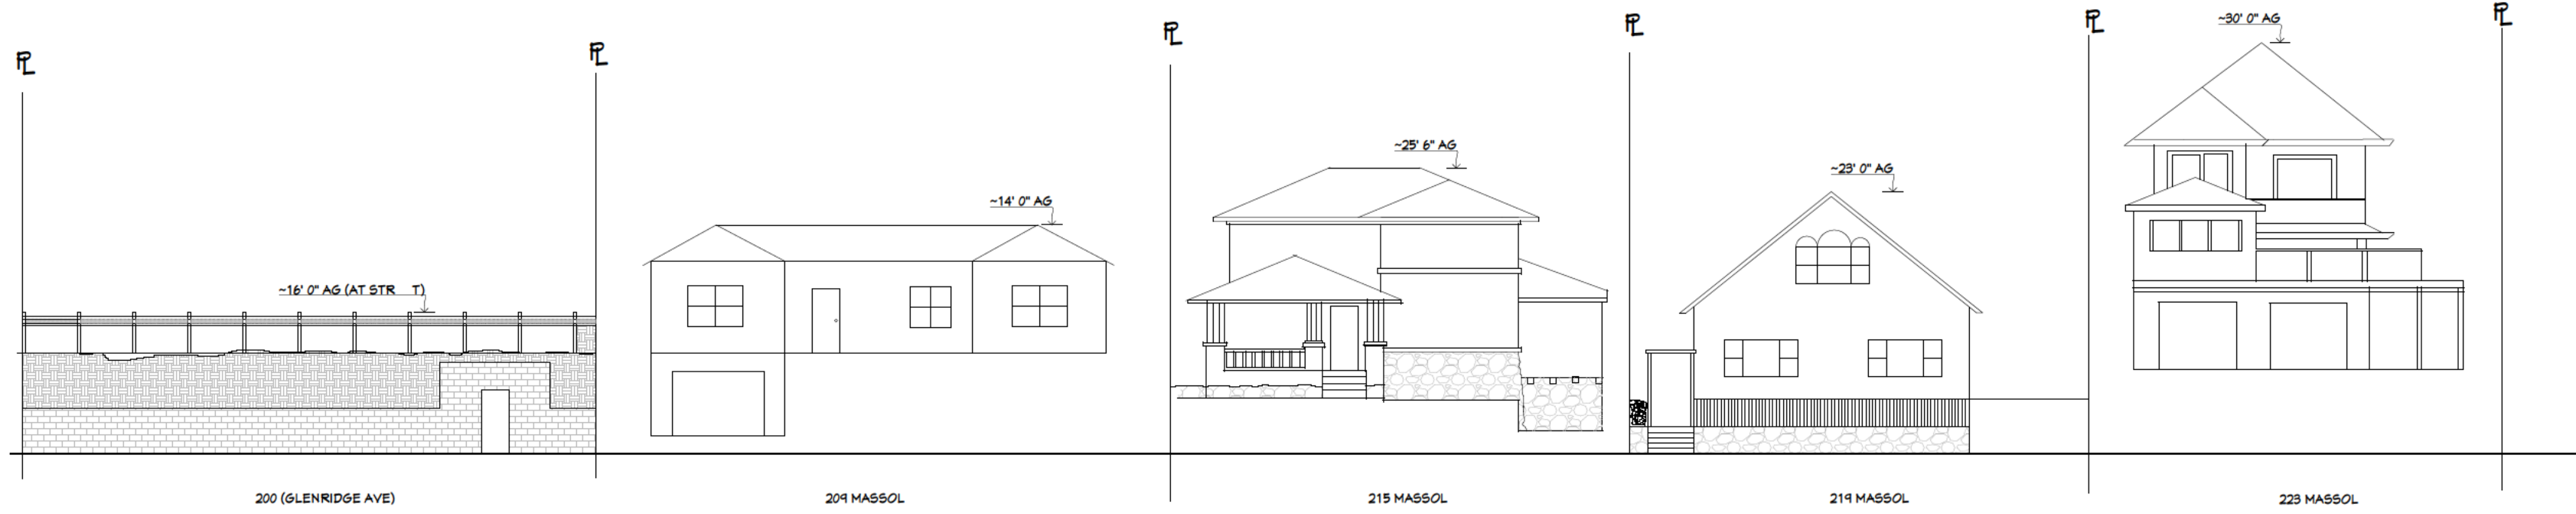 PL
PL
PL
PL
PL
PL
~16' 0" AG (AT STR T)
~14' 0" AG
~25' 6" AG
~23' 0" AG
~30' 0" AG
200 (GLENRIDGE AVE)
209 MASSOL
215 MASSOL
219 MASSOL
223 MASSOL